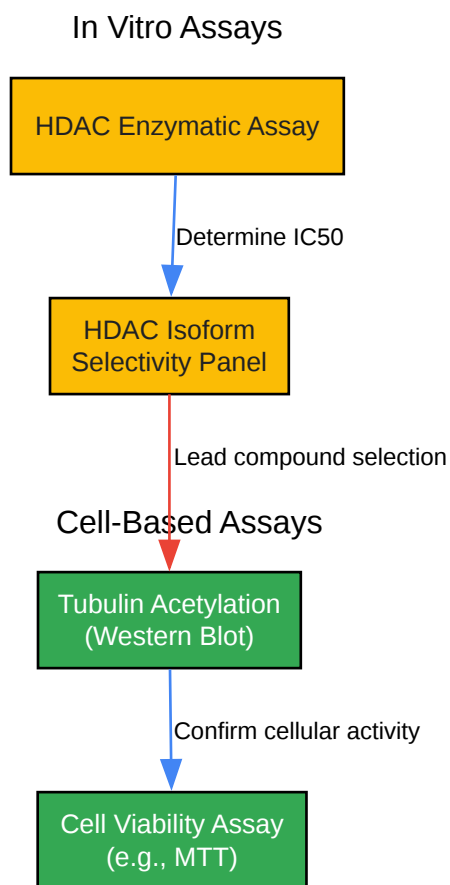 In Vitro Assays
HDAC Enzymatic Assay
Determine IC50
HDAC Isoform
Selectivity Panel
Lead compound selection
Cell-Based Assays
Tubulin Acetylation
(Western Blot)
Confirm cellular activity
Cell Viability Assay
(e.g., MTT)